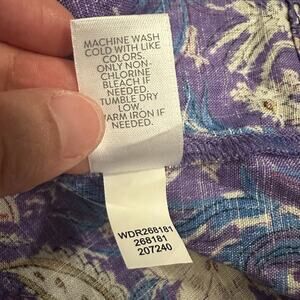 MACHINE WASH
COLD WITH LIKE
COLORS.
ONLY NON-
CHLORINE
BLEACH IF
NEEDED.
TUMBLE DRY
LOW.
WARM IRON IF
NEEDED.
WDR268181
268181
207240